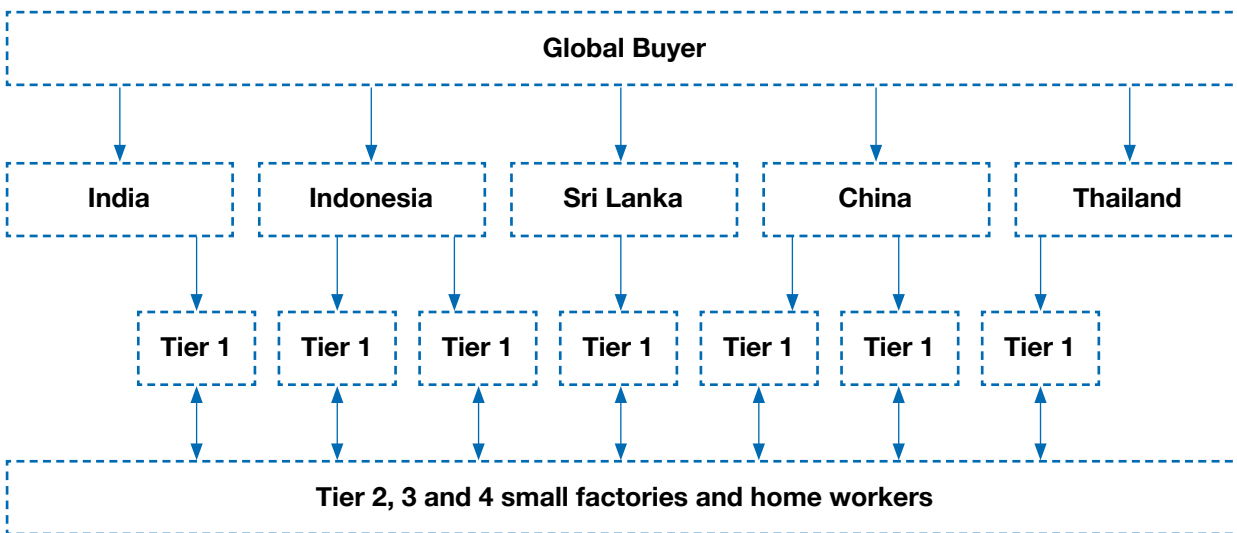 Global Buyer
India
Indonesia
Sri Lanka
China
Thailand
Tier 1
Tier 1
Tier 1
Tier 1
Tier 1
Tier 1
Tier 1
Tier 2, 3 and 4 small factories and home workers